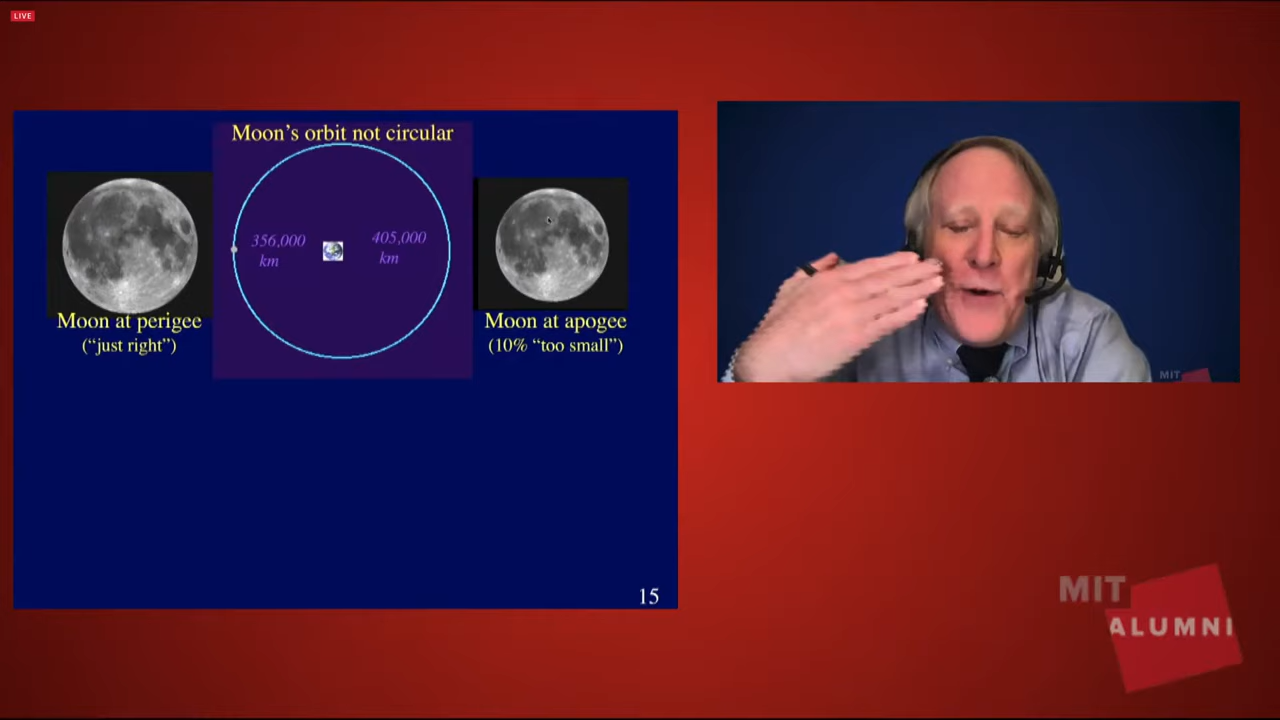 LIVE
Moon's orbit not circular
356,000
km
405,000
km
Moon at perigee
(“just right”)
Moon at apogee
(10% “too small”)
15
MIT
MIT
ALUMNI